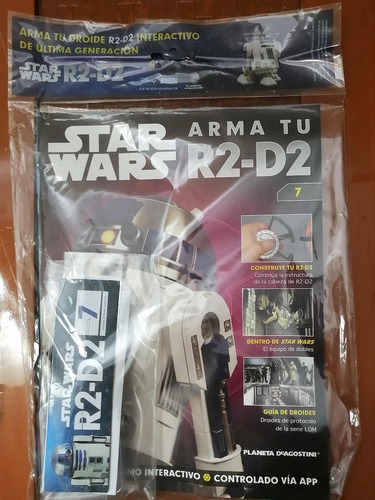 ARMA TU DROIDE R2-D2 INTERACTIVO
DE ÚLTIMA GENERACIÓN
STAR WARS R2-D2
STAR WARS
ARMA TU
R2-D2
7
CONSTRUYE TU R2-D2
Continúa la estructura
de la cabeza de R2-D2
DENTRO DE STAR WARS
El equipo de dobles
GUÍA DE DROIDES
Droides de protocolo
de la serie LOM
PLANETA DEAGOSTINI
MO INTERACTIVO CONTROLADO VÍA APP
STAR WARS
R2-D2
7